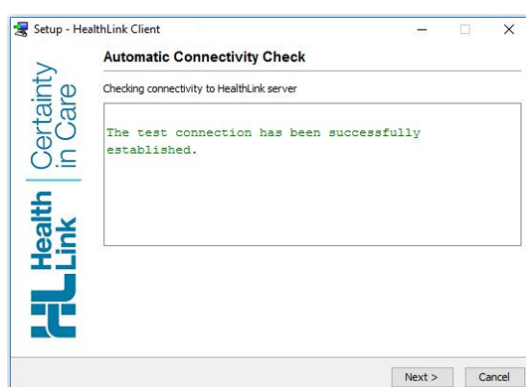 Setup - HealthLink Client
Automatic Connectivity Check
Checking connectivity to HealthLink server
The test connection has been successfully
established.
Certainty
in Care
HL Health
Link
Next >
Cancel